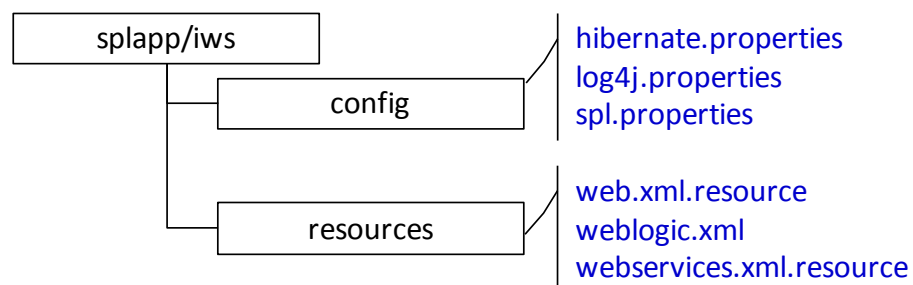 splapp/iws
hibernate.properties
log4j.properties
spl.properties
config
web.xml.resource
weblogic.xml
webservices.xml.resource
resources